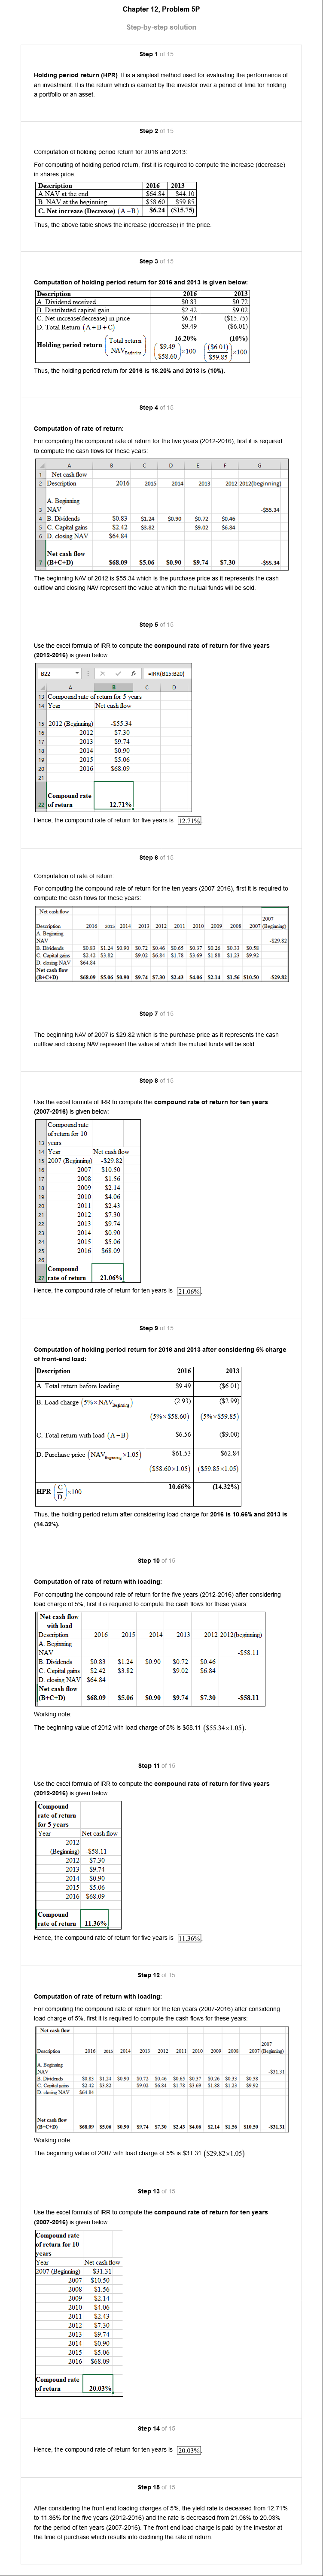 Chapter 12, Problem 5P
Step-by-step solution
Step 1 of 15
Holding period return (HPR): It is a simplest method used for evaluating the performance of
an investment. It is the return which is earned by the investor over a period of time for holding
a portfolio or an asset.
Step 2 of 15
Computation of holding period return for 2016 and 2013:
For computing of holding period return, first it is required to compute the increase (decrease)
in shares price.
Description 2016 2013
A.NAV at the end $64.84 $44.10
B. NAV at the beginning $58.60 $59.85
C. Net increase (Decrease) (A−B) $6.24 ($15.75)
Thus, the above table shows the increase (decrease) in the price.
Step 3 of 15
Computation of holding period return for 2016 and 2013 is given below:
Description 2016 2013
A. Dividend received $0.83 $0.72
B. Distributed capital gain $2.42 $9.02
C. Net increase(decrease) in price $6.24 ($15.75)
D. Total Return (A+B+C) $9.49 ($6.01)
Holding period return (Total return / NAV Beginning) 16.20% ($9.49 / $58.60)×100 (10%) (($6.01) / $59.85)×100
Thus, the holding period return for 2016 is 16.20% and 2013 is (10%).
Step 4 of 15
Computation of rate of return:
For computing the compound rate of return for the five years (2012-2016), first it is required
to compute the cash flows for these years:
A B C D E F G
1 Net cash flow
2 Description 2016 2015 2014 2013 2012 2012(beginning)
A. Beginning
3 NAV -$55.34
4 B. Dividends $0.83 $1.24 $0.90 $0.72 $0.46
5 C. Capital gains $2.42 $3.82 $9.02 $6.84
6 D. closing NAV $64.84
Net cash flow
7 (B+C+D) $68.09 $5.06 $0.90 $9.74 $7.30 -$55.34
The beginning NAV of 2012 is $55.34 which is the purchase price as it represents the cash
outflow and closing NAV represent the value at which the mutual funds will be sold.
Step 5 of 15
Use the excel formula of IRR to compute the compound rate of return for five years
(2012-2016) is given below:
B22 =IRR(B15:B20)
A B C D
13 Compound rate of return for 5 years
14 Year Net cash flow
15 2012 (Beginning) -$55.34
16 2012 $7.30
17 2013 $9.74
18 2014 $0.90
19 2015 $5.06
20 2016 $68.09
21
Compound rate
22 of return 12.71%
Hence, the compound rate of return for five years is 12.71%.
Step 6 of 15
Computation of rate of return:
For computing the compound rate of return for the ten years (2007-2016), first it is required to
compute the cash flows for these years:
Net cash flow
2007
Description 2016 2015 2014 2013 2012 2011 2010 2009 2008 2007 (Beginning)
A. Beginning
NAV -$29.82
B. Dividends $0.83 $1.24 $0.90 $0.72 $0.46 $0.65 $0.37 $0.26 $0.33 $0.58
C. Capital gains $2.42 $3.82 $9.02 $6.84 $1.78 $3.69 $1.88 $1.23 $9.92
D. closing NAV $64.84
Net cash flow
(B+C+D) $68.09 $5.06 $0.90 $9.74 $7.30 $2.43 $4.06 $2.14 $1.56 $10.50 -$29.82
Step 7 of 15
The beginning NAV of 2007 is $29.82 which is the purchase price as it represents the cash
outflow and closing NAV represent the value at which the mutual funds will be sold.
Step 8 of 15
Use the excel formula of IRR to compute the compound rate of return for ten years
(2007-2016) is given below:
Compound rate
of return for 10
13 years
14 Year Net cash flow
15 2007 (Beginning) -$29.82
16 2007 $10.50
17 2008 $1.56
18 2009 $2.14
19 2010 $4.06
20 2011 $2.43
21 2012 $7.30
22 2013 $9.74
23 2014 $0.90
24 2015 $5.06
25 2016 $68.09
26
Compound
27 rate of return 21.06%
Hence, the compound rate of return for ten years is 21.06%.
Step 9 of 15
Computation of holding period return for 2016 and 2013 after considering 5% charge
of front-end load:
Description 2016 2013
A. Total return before loading $9.49 ($6.01)
B. Load charge (5%×NAV Beginning) (2.93) ($2.99)
(5%×$58.60) (5%×$59.85)
C. Total return with load (A−B) $6.56 ($9.00)
D. Purchase price (NAV Beginning ×1.05) $61.53 $62.84
($58.60×1.05) ($59.85×1.05)
HPR (C / D)×100 10.66% (14.32%)
Thus, the holding period return after considering load charge for 2016 is 10.66% and 2013 is
(14.32%).
Step 10 of 15
Computation of rate of return with loading:
For computing the compound rate of return for the five years (2012-2016) after considering
load charge of 5%, first it is required to compute the cash flows for these years:
Net cash flow
with load
Description 2016 2015 2014 2013 2012 2012(beginning)
A. Beginning
NAV -$58.11
B. Dividends $0.83 $1.24 $0.90 $0.72 $0.46
C. Capital gains $2.42 $3.82 $9.02 $6.84
D. closing NAV $64.84
Net cash flow
(B+C+D) $68.09 $5.06 $0.90 $9.74 $7.30 -$58.11
Working note:
The beginning value of 2012 with load charge of 5% is $58.11 ($55.34×1.05).
Step 11 of 15
Use the excel formula of IRR to compute the compound rate of return for five years
(2012-2016) is given below:
Compound
rate of return
for 5 years
Year Net cash flow
2012
(Beginning) -$58.11
2012 $7.30
2013 $9.74
2014 $0.90
2015 $5.06
2016 $68.09
Compound
rate of return 11.36%
Hence, the compound rate of return for five years is 11.36%.
Step 12 of 15
Computation of rate of return with loading:
For computing the compound rate of return for the ten years (2007-2016) after considering
load charge of 5%, first it is required to compute the cash flows for these years:
Net cash flow
2007
Description 2016 2015 2014 2013 2012 2011 2010 2009 2008 2007 (Beginning)
A. Beginning
NAV -$31.31
B. Dividends $0.83 $1.24 $0.90 $0.72 $0.46 $0.65 $0.37 $0.26 $0.33 $0.58
C. Capital gains $2.42 $3.82 $9.02 $6.84 $1.78 $3.69 $1.88 $1.23 $9.92
D. closing NAV $64.84
Net cash flow
(B+C+D) $68.09 $5.06 $0.90 $9.74 $7.30 $2.43 $4.06 $2.14 $1.56 $10.50 -$31.31
Working note:
The beginning value of 2007 with load charge of 5% is $31.31 ($29.82×1.05).
Step 13 of 15
Use the excel formula of IRR to compute the compound rate of return for ten years
(2007-2016) is given below:
Compound rate
of return for 10
years
Year Net cash flow
2007 (Beginning) -$31.31
2007 $10.50
2008 $1.56
2009 $2.14
2010 $4.06
2011 $2.43
2012 $7.30
2013 $9.74
2014 $0.90
2015 $5.06
2016 $68.09
Compound rate
of return 20.03%
Step 14 of 15
Hence, the compound rate of return for ten years is 20.03%.
Step 15 of 15
After considering the front end loading charges of 5%, the yield rate is deceased from 12.71%
to 11.36% for the five years (2012-2016) and the rate is decreased from 21.06% to 20.03%
for the period of ten years (2007-2016). The front end load charge is paid by the investor at
the time of purchase which results into declining the rate of return.